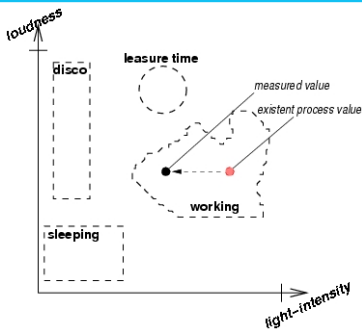 loudness
disco
leasure time
measured value
existent process value
working
sleeping
light-intensity